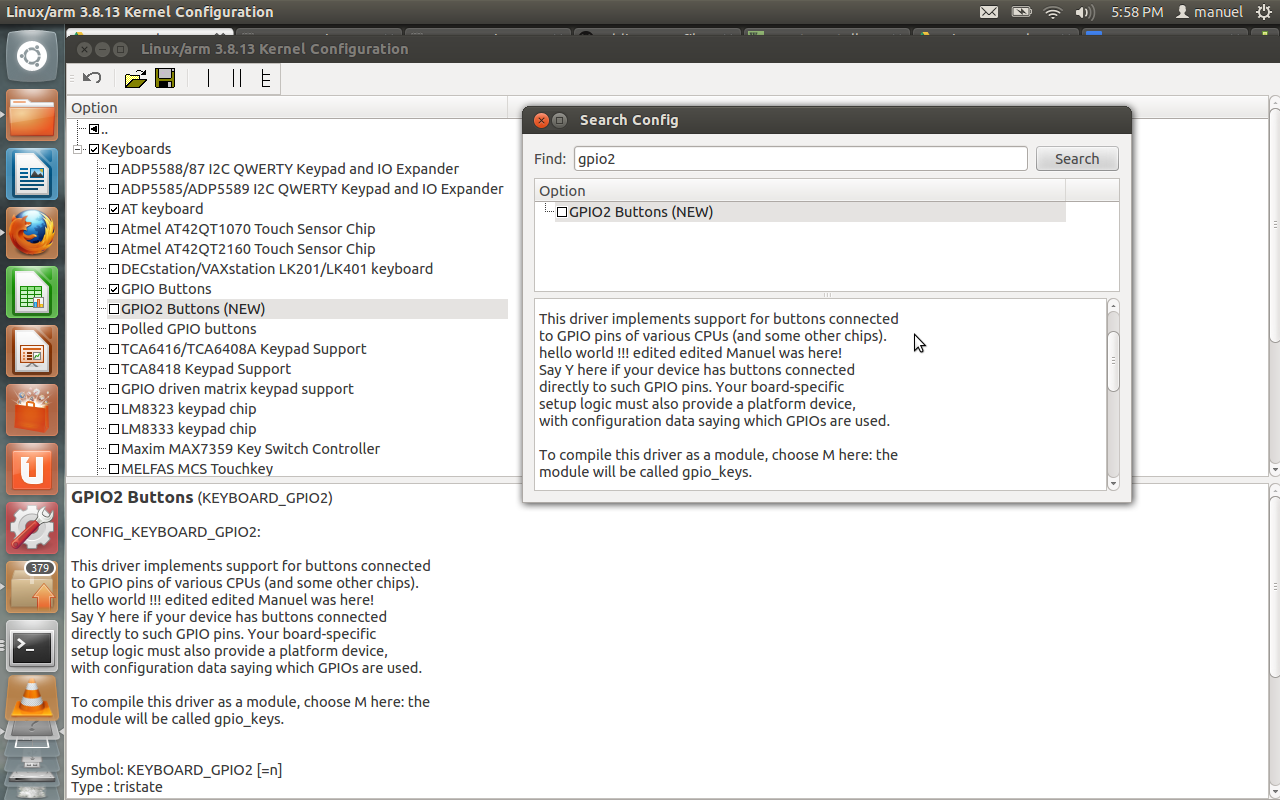 Linux/arm 3.8.13 Kernel Configuration
5:58 PM
manuel
Linux/arm 3.8.13 Kernel Configuration
Option
..
Keyboards
ADP5588/87 I2C QWERTY Keypad and IO Expander
ADP5585/ADP5589 I2C QWERTY Keypad and IO Expander
AT keyboard
Atmel AT42QT1070 Touch Sensor Chip
Atmel AT42QT2160 Touch Sensor Chip
DECstation/VAXstation LK201/LK401 keyboard
GPIO Buttons
GPIO2 Buttons (NEW)
Polled GPIO buttons
TCA6416/TCA6408A Keypad Support
TCA8418 Keypad Support
GPIO driven matrix keypad support
LM8323 keypad chip
LM8333 keypad chip
Maxim MAX7359 Key Switch Controller
MELFAS MCS Touchkey
Search Config
Find:
gpio2
Search
Option
GPIO2 Buttons (NEW)
This driver implements support for buttons connected
to GPIO pins of various CPUs (and some other chips).
hello world !!! edited edited Manuel was here!
Say Y here if your device has buttons connected
directly to such GPIO pins. Your board-specific
setup logic must also provide a platform device,
with configuration data saying which GPIOs are used.
To compile this driver as a module, choose M here: the
module will be called gpio_keys.
GPIO2 Buttons (KEYBOARD_GPIO2)
CONFIG_KEYBOARD_GPIO2:
This driver implements support for buttons connected
to GPIO pins of various CPUs (and some other chips).
hello world !!! edited edited Manuel was here!
Say Y here if your device has buttons connected
directly to such GPIO pins. Your board-specific
setup logic must also provide a platform device,
with configuration data saying which GPIOs are used.
To compile this driver as a module, choose M here: the
module will be called gpio_keys.
Symbol: KEYBOARD_GPIO2 [=n]
Type : tristate
379